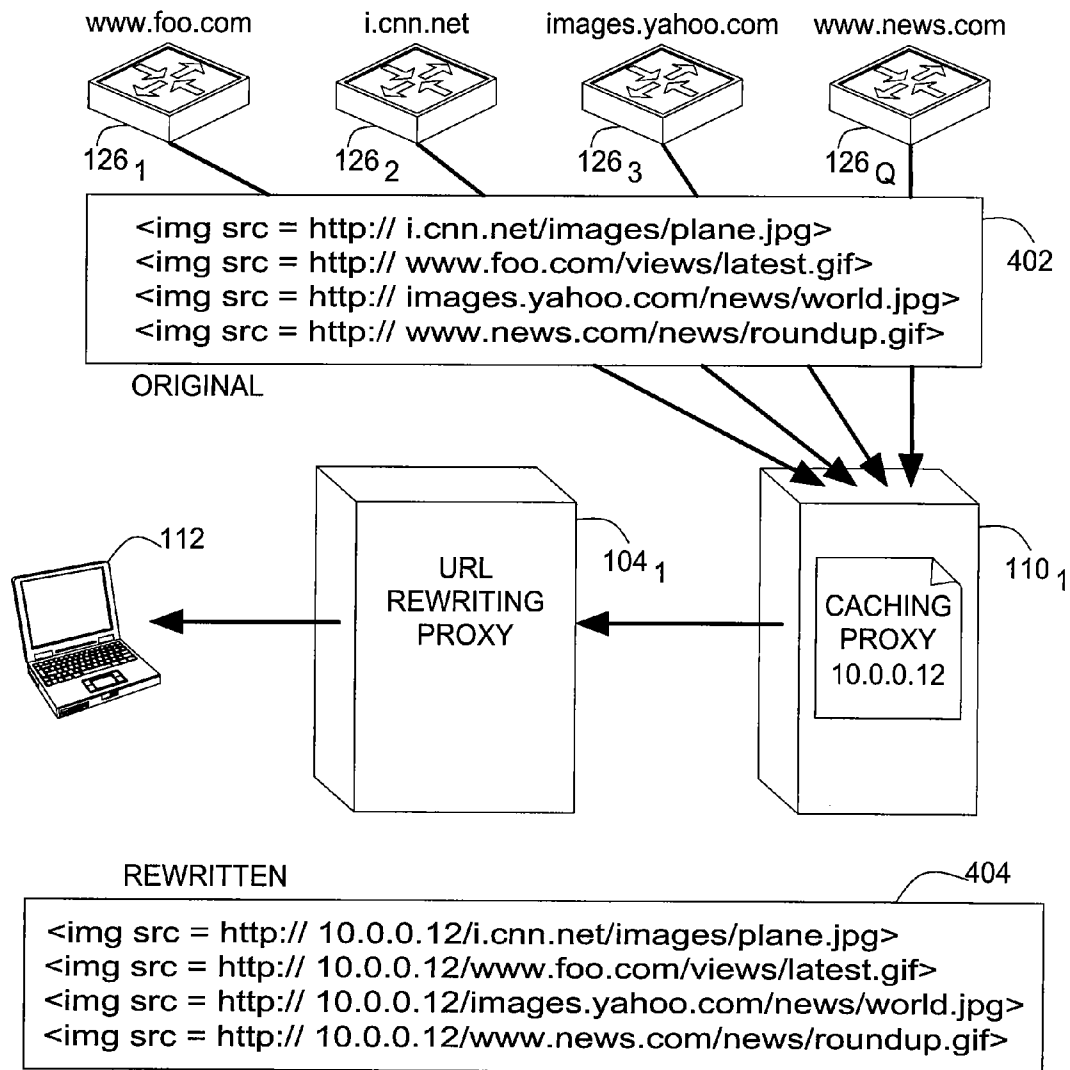 www.foo.com i.cnn.net images.yahoo.com www.news.com
126 1 126 2 126 3 126 Q
<img src = http:// i.cnn.net/images/plane.jpg>
<img src = http:// www.foo.com/views/latest.gif>
<img src = http:// images.yahoo.com/news/world.jpg>
<img src = http:// www.news.com/news/roundup.gif>
402
ORIGINAL
112
URL
REWRITING
PROXY
104 1
CACHING
PROXY
10.0.0.12
110 1
REWRITTEN
404
<img src = http:// 10.0.0.12/i.cnn.net/images/plane.jpg>
<img src = http:// 10.0.0.12/www.foo.com/views/latest.gif>
<img src = http:// 10.0.0.12/images.yahoo.com/news/world.jpg>
<img src = http:// 10.0.0.12/www.news.com/news/roundup.gif>